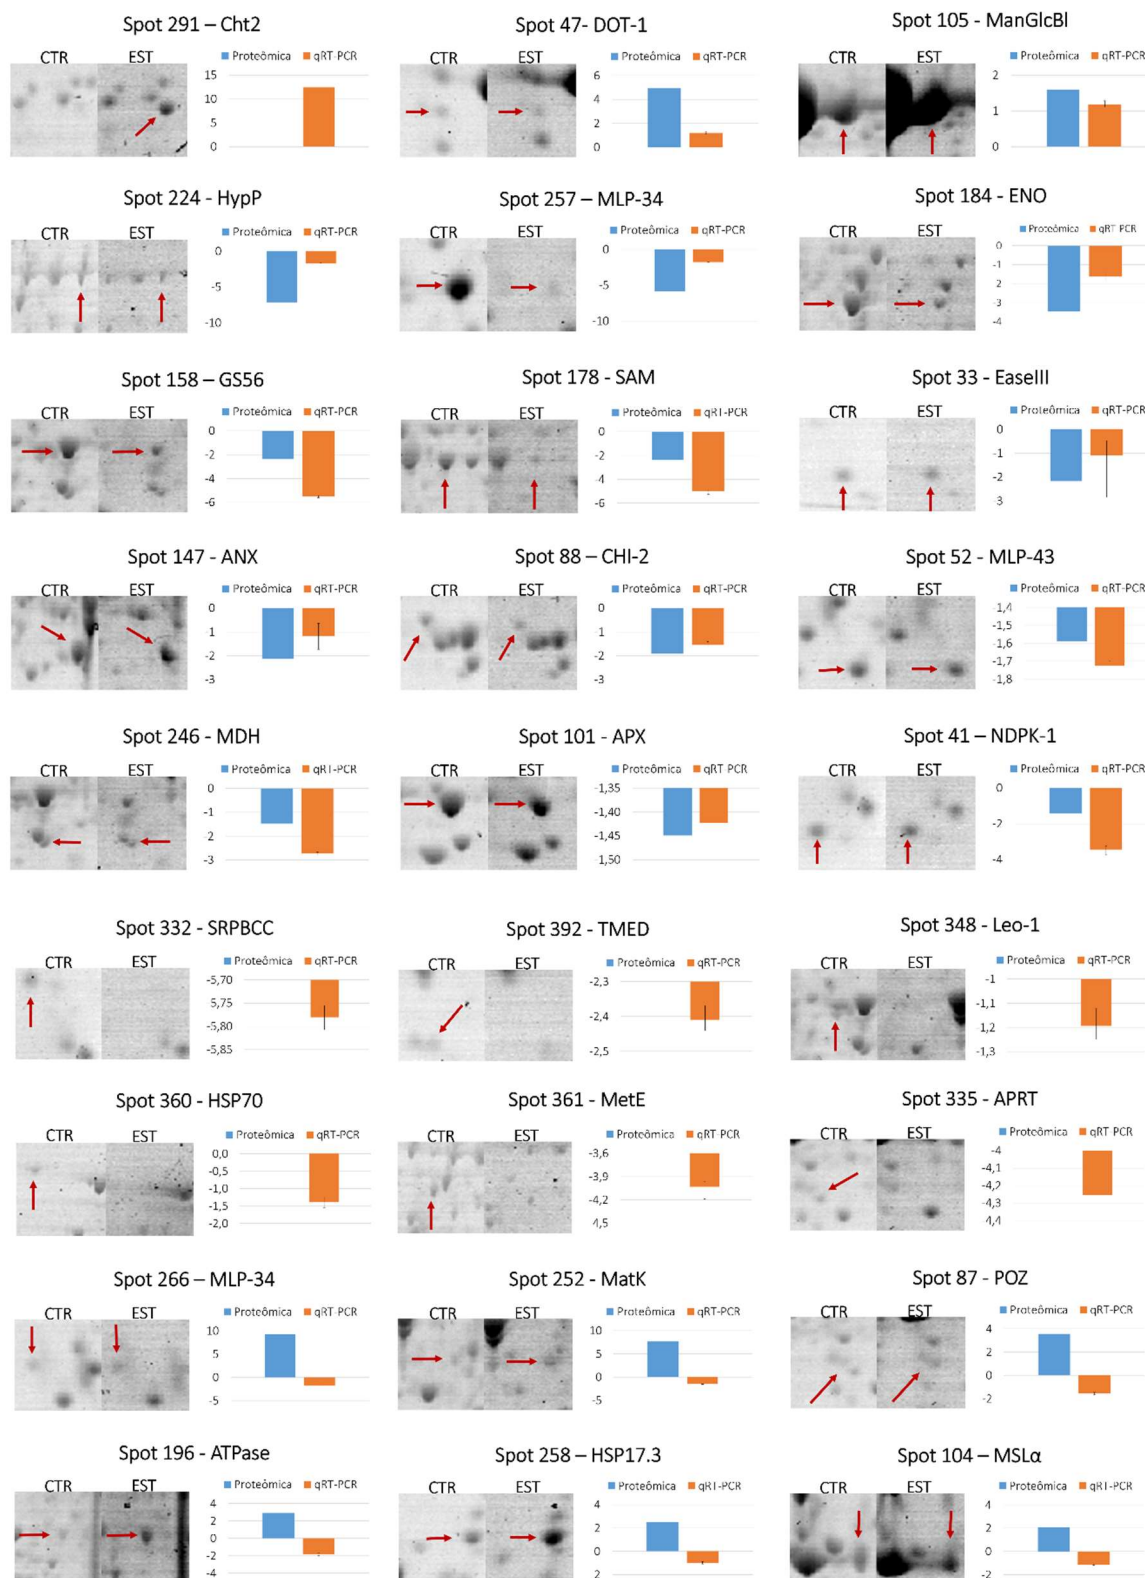 Spot 291 – Cht2
CTR EST
Proteômica qRT-PCR
15
10
5
0
-5
Spot 47- DOT-1
CTR EST
Proteômica qRT-PCR
6
4
2
0
Spot 105 - ManGlcBl
CTR EST
Proteômica qRT-PCR
2
1
0
Spot 224 - HypP
CTR EST
Proteômica qRT-PCR
0
-5
-10
Spot 257 – MLP-34
CTR EST
Proteômica qRT-PCR
0
-5
-10
Spot 184 – ENO
CTR EST
Proteômica qRT PCR
0
-1
-2
3
-4
Spot 158 – GS56
CTR EST
Proteômica qRT-PCR
-0
-2
-4
-6
Spot 178 - SAM
CTR EST
Proteômica qRT-PCR
0
-2
-4
-6
Spot 33 - EaseIII
CTR EST
Proteômica qRT-PCR
0
-1
-2
3
Spot 147 - ANX
CTR EST
Proteômica qRT-PCR
0
-1
-2
-3
Spot 88 – CHI-2
CTR EST
Proteômica qRT-PCR
0
-1
-2
-3
Spot 52 - MLP-43
CTR EST
Proteômica qRT-PCR
-1,4
-1,5
-1,6
-1,7
-1,8
Spot 246 - MDH
CTR EST
Proteômica qRT-PCR
0
-1
-2
-3
Spot 101 - APX
CTR EST
Proteômica qRT-PCR
-1,35
-1,40
-1,45
-1,50
Spot 41 – NDPK-1
CTR EST
Proteômica qRT-PCR
0
-2
-4
Spot 332 - SRPBCC
CTR EST
Proteômica qRT-PCR
-5,70
-5,75
-5,80
-5,85
Spot 392 - TMED
CTR EST
Proteômica qRT-PCR
-2,3
-2,4
-2,5
Spot 348 - Leo-1
CTR EST
Proteômica qRT-PCR
-1
-1,1
1,2
-1,3
Spot 360 - HSP70
CTR EST
Proteômica qRT-PCR
0,0
-0,5
-1,0
-1,5
-2,0
Spot 361 - MetE
CTR EST
Proteômica qRT-PCR
-3,6
-3,9
-4,2
4,5
Spot 335 - APRT
CTR EST
Proteômica qRT PCR
-4
-4,1
-4,2
-4,3
4,4
Spot 266 – MLP-34
CTR EST
Proteômica qRT-PCR
10
5
0
-5
Spot 252 - MatK
CTR EST
Proteômica qRT-PCR
10
5
0
-5
Spot 87 - POZ
CTR EST
Proteômica qRT-PCR
4
2
0
-2
Spot 196 - ATPase
CTR EST
Proteômica qRT-PCR
4
2
0
-2
-4
Spot 258 – HSP17.3
CTR EST
Proteômica qRT-PCR
4
2
0
2
Spot 104 – MSLα
CTR EST
Proteômica qRT-PCR
4
2
0
-2